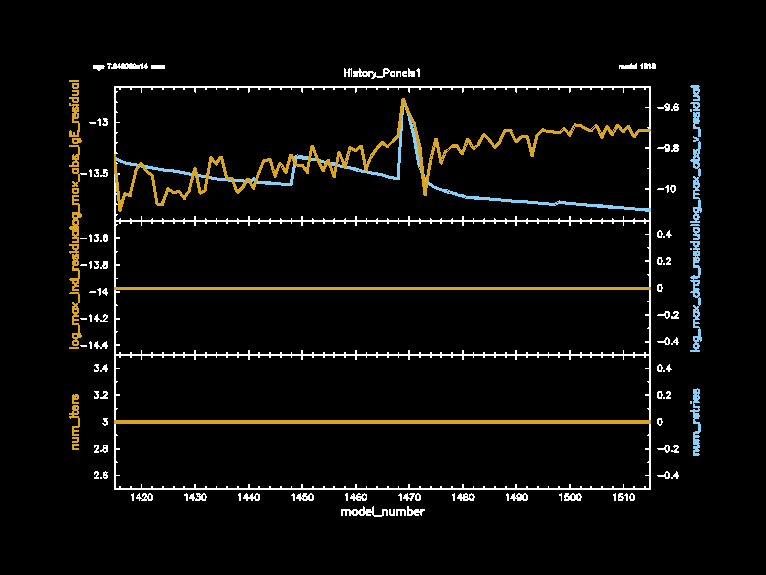 History_Panels1
log_max_abs_lgE_residual
-13
-13.5
-9.6
-9.8
-10
log_max_abs_v_residual
log_max_lnd_residual
-13.6
-13.8
-14
-14.2
-14.4
0.4
0.2
0
-0.2
-0.4
log_max_drdt_residual
num_iters
3.4
3.2
3
2.8
2.6
0.4
0.2
0
-0.2
-0.4
num_retries
1420 1430 1440 1450 1460 1470 1480 1490 1500 1510
model_number